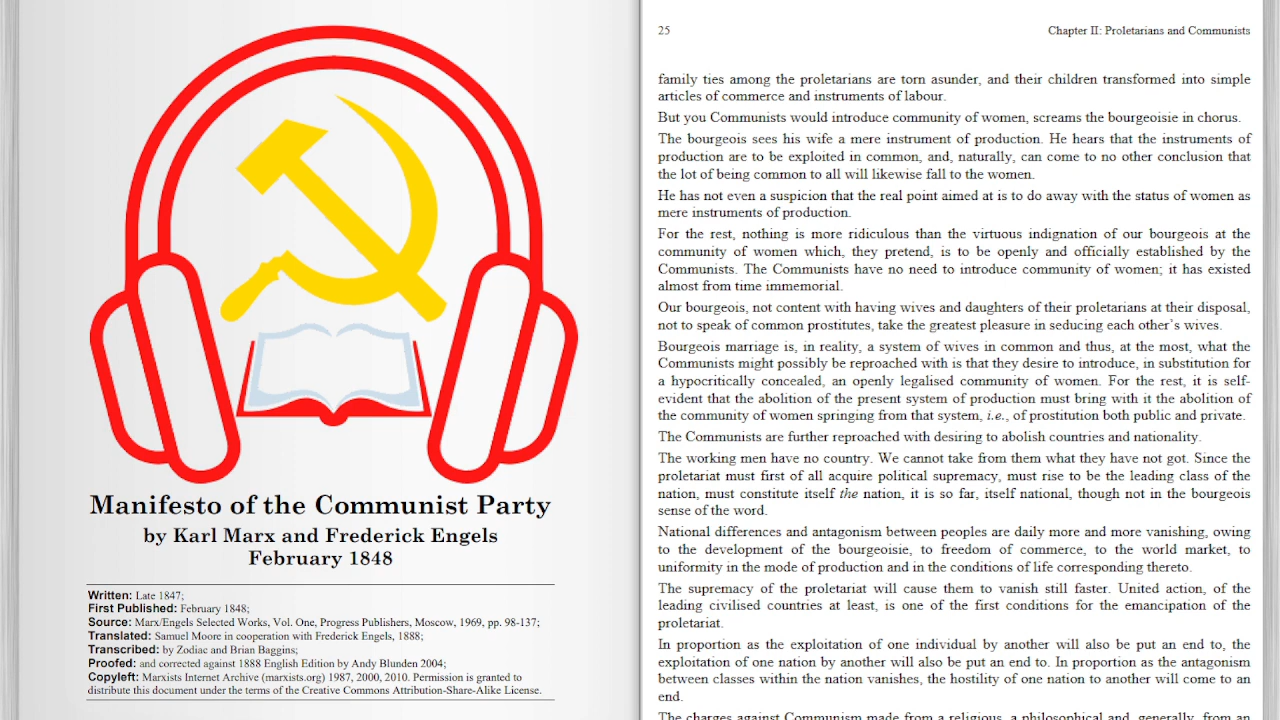 Manifesto of the Communist Party
by Karl Marx and Frederick Engels
February 1848
Written: Late 1847;
First Published: February 1848;
Source: Marx/Engels Selected Works, Vol. One, Progress Publishers, Moscow, 1969, pp. 98-137;
Translated: Samuel Moore in cooperation with Frederick Engels, 1888;
Transcribed: by Zodiac and Brian Baggins;
Proofed: and corrected against 1888 English Edition by Andy Blunden 2004;
Copyleft: Marxists Internet Archive (marxists.org) 1987, 2000, 2010. Permission is granted to
distribute this document under the terms of the Creative Commons Attribution-Share-Alike License.
25 Chapter II: Proletarians and Communists
family ties among the proletarians are torn asunder, and their children transformed into simple
articles of commerce and instruments of labour.
But you Communists would introduce community of women, screams the bourgeoisie in chorus.
The bourgeois sees his wife a mere instrument of production. He hears that the instruments of
production are to be exploited in common, and, naturally, can come to no other conclusion that
the lot of being common to all will likewise fall to the women.
He has not even a suspicion that the real point aimed at is to do away with the status of women as
mere instruments of production.
For the rest, nothing is more ridiculous than the virtuous indignation of our bourgeois at the
community of women which, they pretend, is to be openly and officially established by the
Communists. The Communists have no need to introduce community of women; it has existed
almost from time immemorial.
Our bourgeois, not content with having wives and daughters of their proletarians at their disposal,
not to speak of common prostitutes, take the greatest pleasure in seducing each other's wives.
Bourgeois marriage is, in reality, a system of wives in common and thus, at the most, what the
Communists might possibly be reproached with is that they desire to introduce, in substitution for
a hypocritically concealed, an openly legalised community of women. For the rest, it is self-
evident that the abolition of the present system of production must bring with it the abolition of
the community of women springing from that system, i.e., of prostitution both public and private.
The Communists are further reproached with desiring to abolish countries and nationality.
The working men have no country. We cannot take from them what they have not got. Since the
proletariat must first of all acquire political supremacy, must rise to be the leading class of the
nation, must constitute itself the nation, it is so far, itself national, though not in the bourgeois
sense of the word.
National differences and antagonism between peoples are daily more and more vanishing, owing
to the development of the bourgeoisie, to freedom of commerce, to the world market, to
uniformity in the mode of production and in the conditions of life corresponding thereto.
The supremacy of the proletariat will cause them to vanish still faster. United action, of the
leading civilised countries at least, is one of the first conditions for the emancipation of the
proletariat.
In proportion as the exploitation of one individual by another will also be put an end to, the
exploitation of one nation by another will also be put an end to. In proportion as the antagonism
between classes within the nation vanishes, the hostility of one nation to another will come to an
end.
The charges against Communism made from a religious, a philosophical and, generally, from an